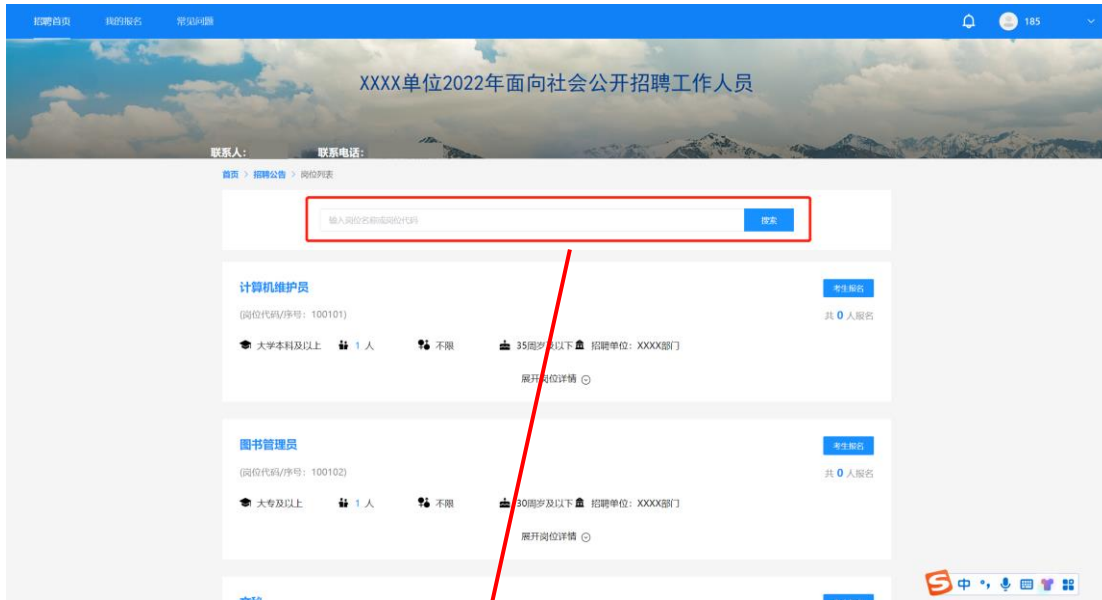 招聘首页 我的报名 常见问题 185
XXXX单位2022年面向社会公开招聘工作人员
联系人： 联系电话：
首页 > 招聘公告 > 岗位列表
输入岗位名称或岗位代码 搜索
计算机维护员 考生报名
(岗位代码/序号：100101) 共 0 人报名
大学本科及以上 1 人 不限 35周岁及以下 招聘单位：XXXX部门
展开岗位详情
图书管理员 考生报名
(岗位代码/序号：100102) 共 0 人报名
大专及以上 1 人 不限 30周岁及以下 招聘单位：XXXX部门
展开岗位详情
中